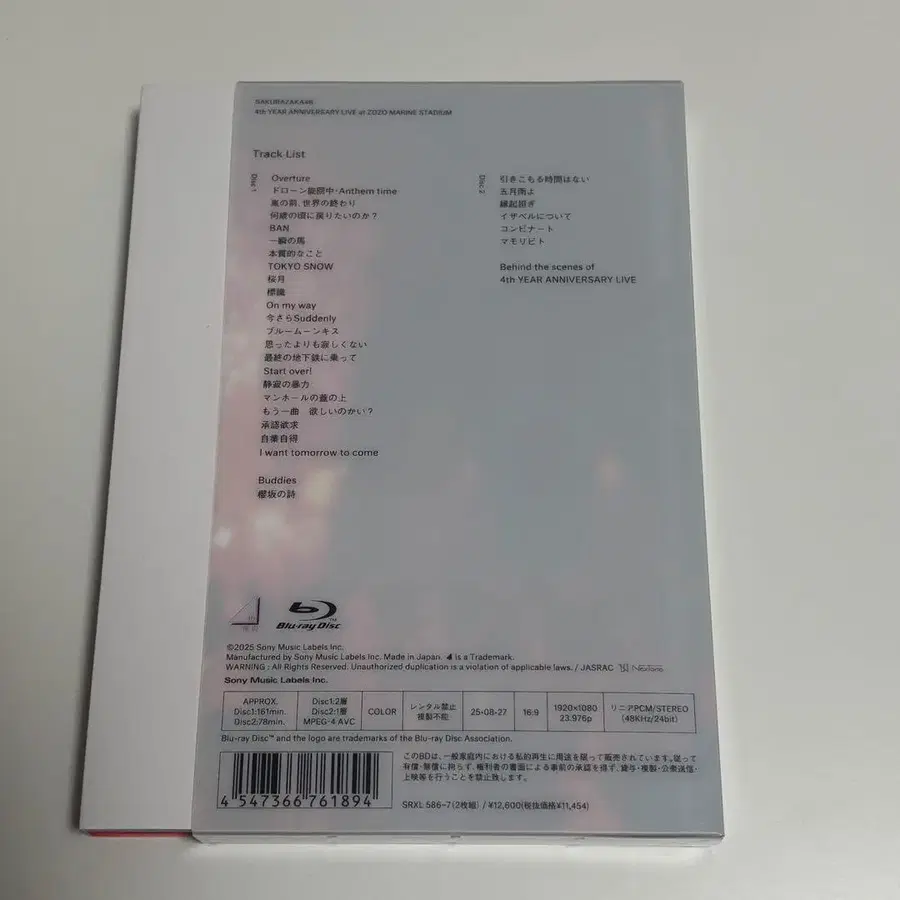 SAKURAZAKA46
4th YEAR ANNIVERSARY LIVE at ZOZO MARINE STADIUM
Track List
Disc 1
Overture
ドローン旋回中・Anthem time
嵐の前、世界の終わり
何歳の頃に戻りたいのか？
BAN
一瞬の馬
本質的なこと
TOKYO SNOW
桜月
標識
On my way
今さらSuddenly
ブルームーンキス
思ったよりも寂しくない
最終の地下鉄に乗って
Start over!
静寂の暴力
マンホールの蓋の上
もう一曲 欲しいのかい？
承認欲求
自業自得
I want tomorrow to come
Buddies
櫻坂の詩
Disc 2
引きこもる時間はない
五月雨よ
縁起担ぎ
イザベルについて
コンビナート
マモリビト
Behind the scenes of
4th YEAR ANNIVERSARY LIVE
Blu-ray Disc™
©2025 Sony Music Labels Inc.
Manufactured by Sony Music Labels Inc. Made in Japan. is a Trademark.
WARNING : All Rights Reserved. Unauthorized duplication is a violation of applicable laws. / JASRAC
Sony Music Labels Inc.
APPROX.
Disc1:161min.
Disc2:78min.
Disc1:2層
Disc2:1層
MPEG-4 AVC
COLOR
レンタル禁止
複製不能
25-08-27
16:9
1920×1080
23.976p
リニアPCM/STEREO
(48KHz/24bit)
Blu-ray Disc™ and the logo are trademarks of the Blu-ray Disc Association.
このBDは、一般家庭内における私的再生に用途を限って販売されています。従って
有償・無償に拘らず、権利者の書面による事前の承認を得ず、貸与・複製・公衆送信・
上映等を行うことを禁止致します。
4 547366 761894
SRXL 586~7(2枚組) / ¥12,600(税抜価格¥11,454)